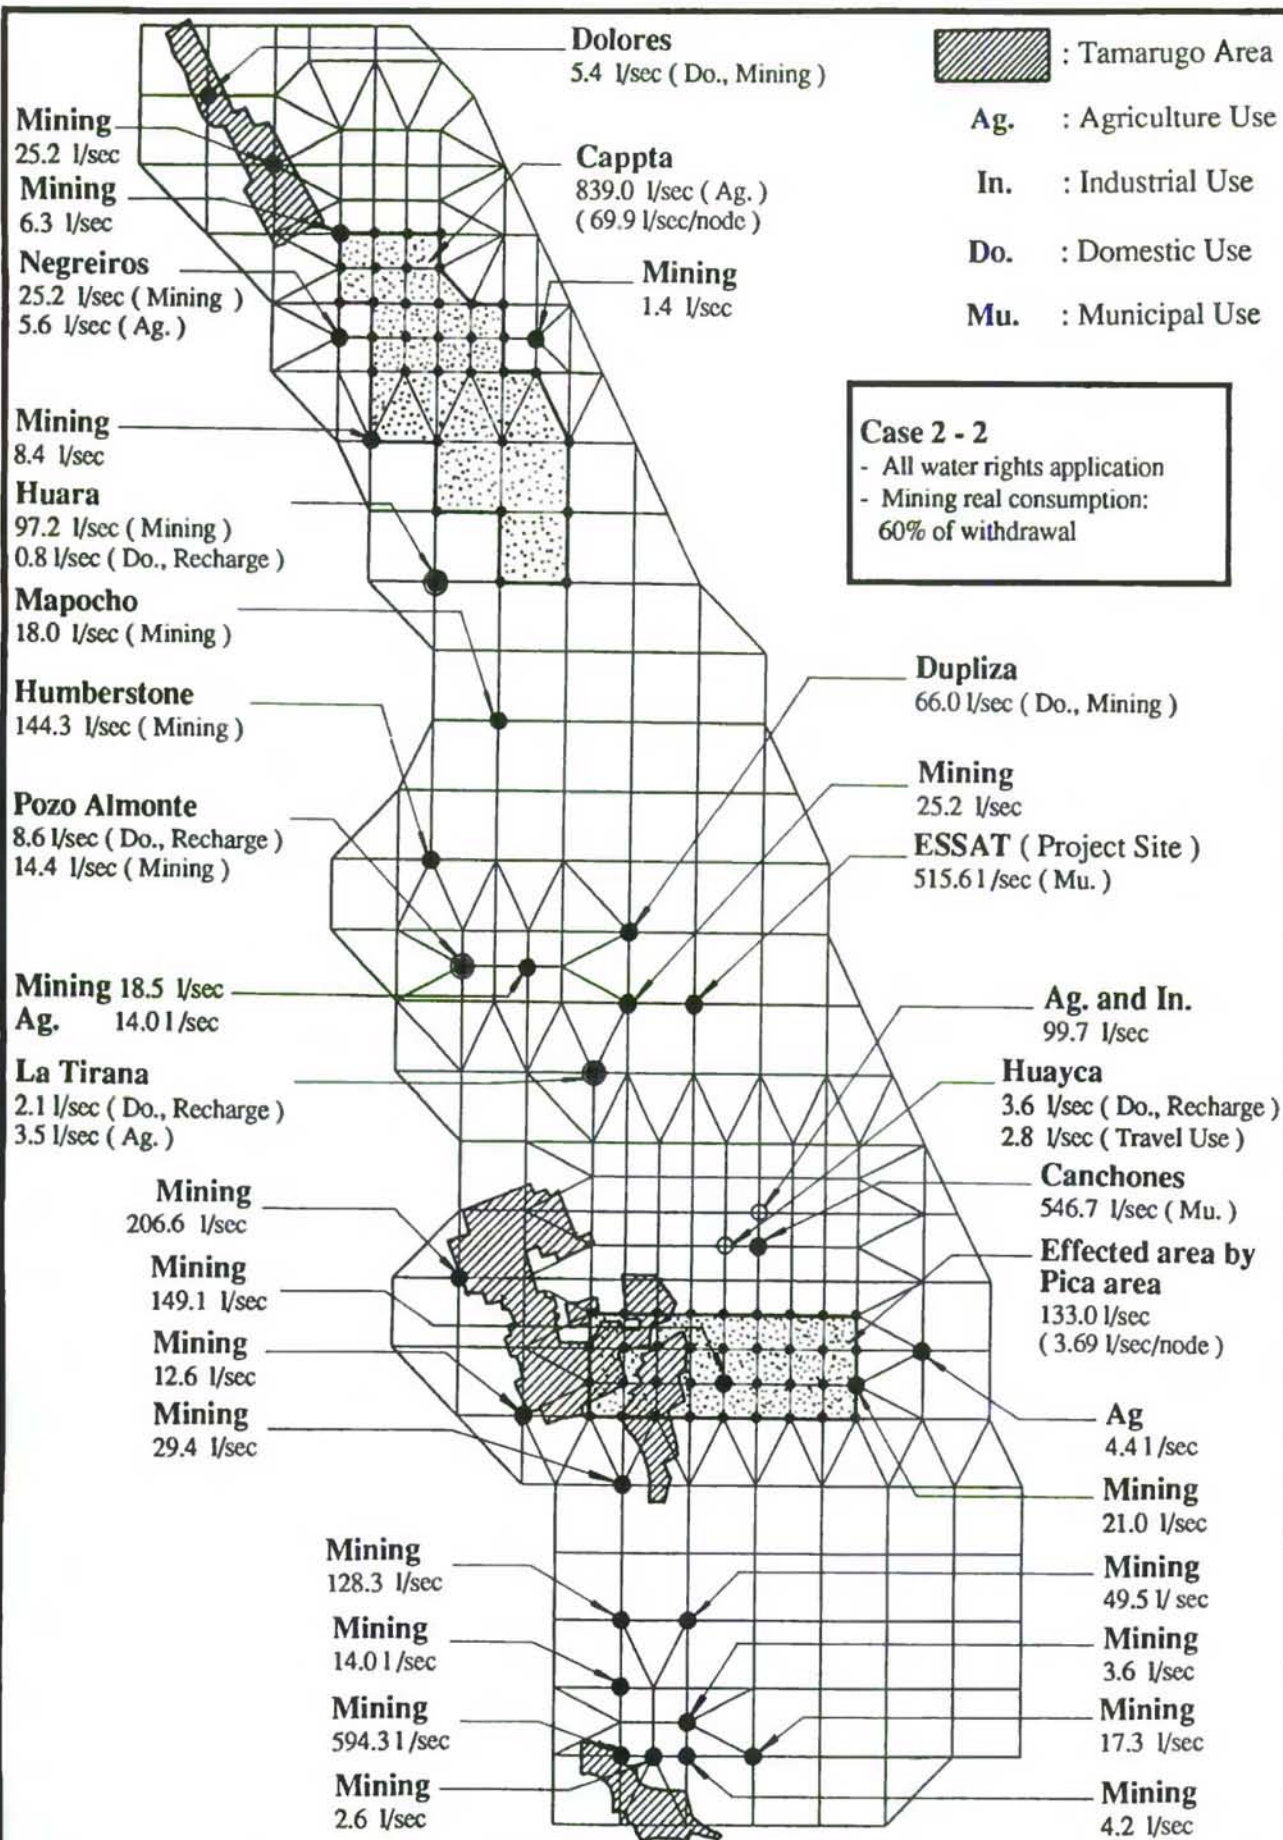 Dolores
5.4 l/sec ( Do., Mining )
: Tamarugo Area
Ag. : Agriculture Use
In. : Industrial Use
Do. : Domestic Use
Mu. : Municipal Use
Mining
25.2 l/sec
Mining
6.3 l/sec
Negreiros
25.2 l/sec ( Mining )
5.6 l/sec ( Ag. )
Cappta
839.0 l/sec ( Ag. )
( 69.9 l/sec/node )
Mining
1.4 l/sec
Case 2 - 2
- All water rights application
- Mining real consumption:
60% of withdrawal
Mining
8.4 l/sec
Huara
97.2 l/sec ( Mining )
0.8 l/sec ( Do., Recharge )
Mapocho
18.0 l/sec ( Mining )
Humberstone
144.3 l/sec ( Mining )
Pozo Almonte
8.6 l/sec ( Do., Recharge )
14.4 l/sec ( Mining )
Mining 18.5 l/sec
Ag. 14.0 l/sec
La Tirana
2.1 l/sec ( Do., Recharge )
3.5 l/sec ( Ag. )
Dupliza
66.0 l/sec ( Do., Mining )
Mining
25.2 l/sec
ESSAT ( Project Site )
515.6 l/sec ( Mu. )
Ag. and In.
99.7 l/sec
Huayca
3.6 l/sec ( Do., Recharge )
2.8 l/sec ( Travel Use )
Canchones
546.7 l/sec ( Mu. )
Effected area by
Pica area
133.0 l/sec
( 3.69 l/sec/node )
Mining
206.6 l/sec
Mining
149.1 l/sec
Mining
12.6 l/sec
Mining
29.4 l/sec
Ag
4.4 l/sec
Mining
21.0 l/sec
Mining
128.3 l/sec
Mining
14.0 l/sec
Mining
594.3 l/sec
Mining
2.6 l/sec
Mining
49.5 l/ sec
Mining
3.6 l/sec
Mining
17.3 l/sec
Mining
4.2 l/sec